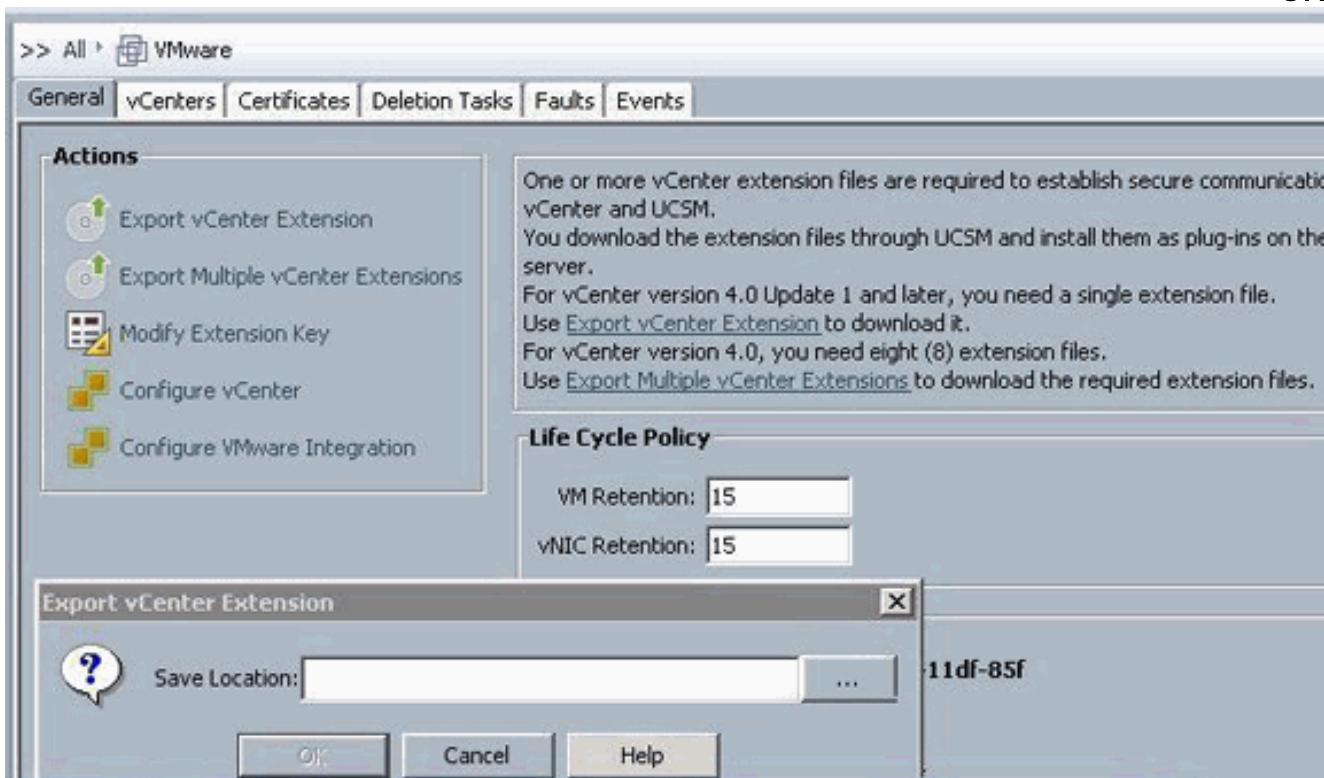 >> All VMware
General vCenters Certificates Deletion Tasks Faults Events
Actions
Export vCenter Extension
Export Multiple vCenter Extensions
Modify Extension Key
Configure vCenter
Configure VMware Integration
One or more vCenter extension files are required to establish secure communicatio
vCenter and UCSM.
You download the extension files through UCSM and install them as plug-ins on the
server.
For vCenter version 4.0 Update 1 and later, you need a single extension file.
Use Export vCenter Extension to download it.
For vCenter version 4.0, you need eight (8) extension files.
Use Export Multiple vCenter Extensions to download the required extension files.
Life Cycle Policy
VM Retention: 15
vNIC Retention: 15
Export vCenter Extension
Save Location: ...
-11df-85f
OK Cancel Help